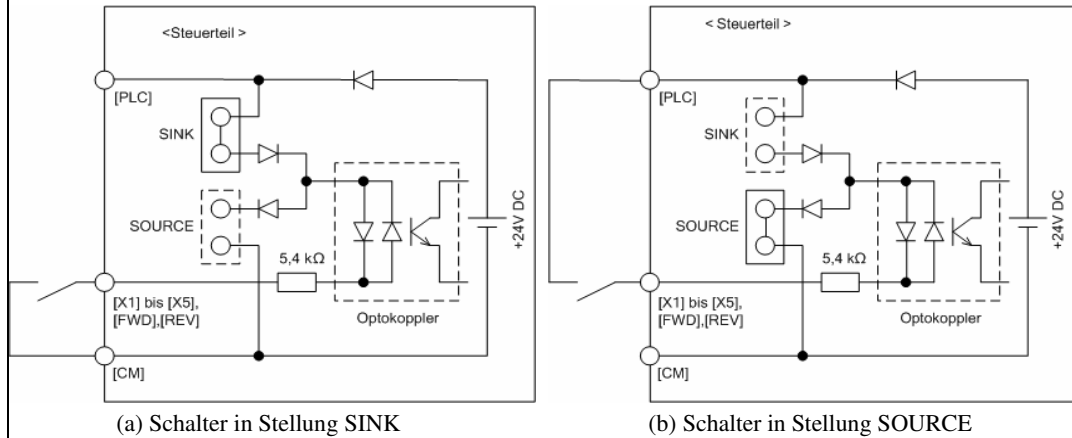 <Steuerteil >
[PLC]
SINK
SOURCE
5,4 kΩ
Optokoppler
+24V DC
[X1] bis [X5],
[FWD],[REV]
[CM]
(a) Schalter in Stellung SINK
< Steuerteil >
[PLC]
SINK
SOURCE
5,4 kΩ
Optokoppler
+24V DC
[X1] bis [X5],
[FWD],[REV]
[CM]
(b) Schalter in Stellung SOURCE